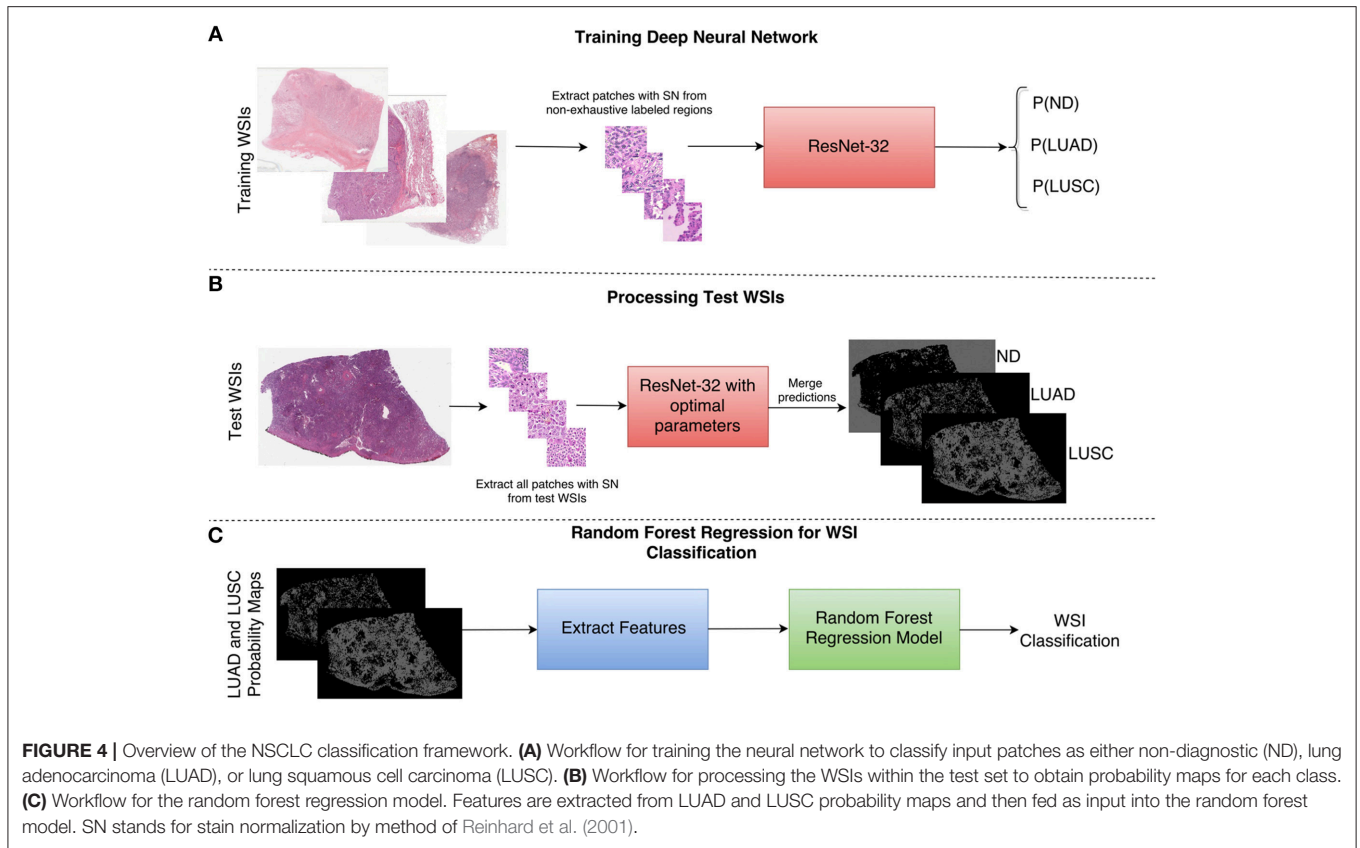 A
Training Deep Neural Network
Training WSIs
Extract patches with SN from
non-exhaustive labeled regions
ResNet-32
P(ND)
P(LUAD)
P(LUSC)
B
Processing Test WSIs
Test WSIs
Extract all patches with SN
from test WSIs
ResNet-32 with
optimal
parameters
Merge
predictions
ND
LUAD
LUSC
C
Random Forest Regression for WSI
Classification
LUAD and LUSC
Probability Maps
Extract Features
Random Forest
Regression Model
WSI
Classification
FIGURE 4 | Overview of the NSCLC classification framework. (A) Workflow for training the neural network to classify input patches as either non-diagnostic (ND), lung
adenocarcinoma (LUAD), or lung squamous cell carcinoma (LUSC). (B) Workflow for processing the WSIs within the test set to obtain probability maps for each class.
(C) Workflow for the random forest regression model. Features are extracted from LUAD and LUSC probability maps and then fed as input into the random forest
model. SN stands for stain normalization by method of Reinhard et al. (2001).